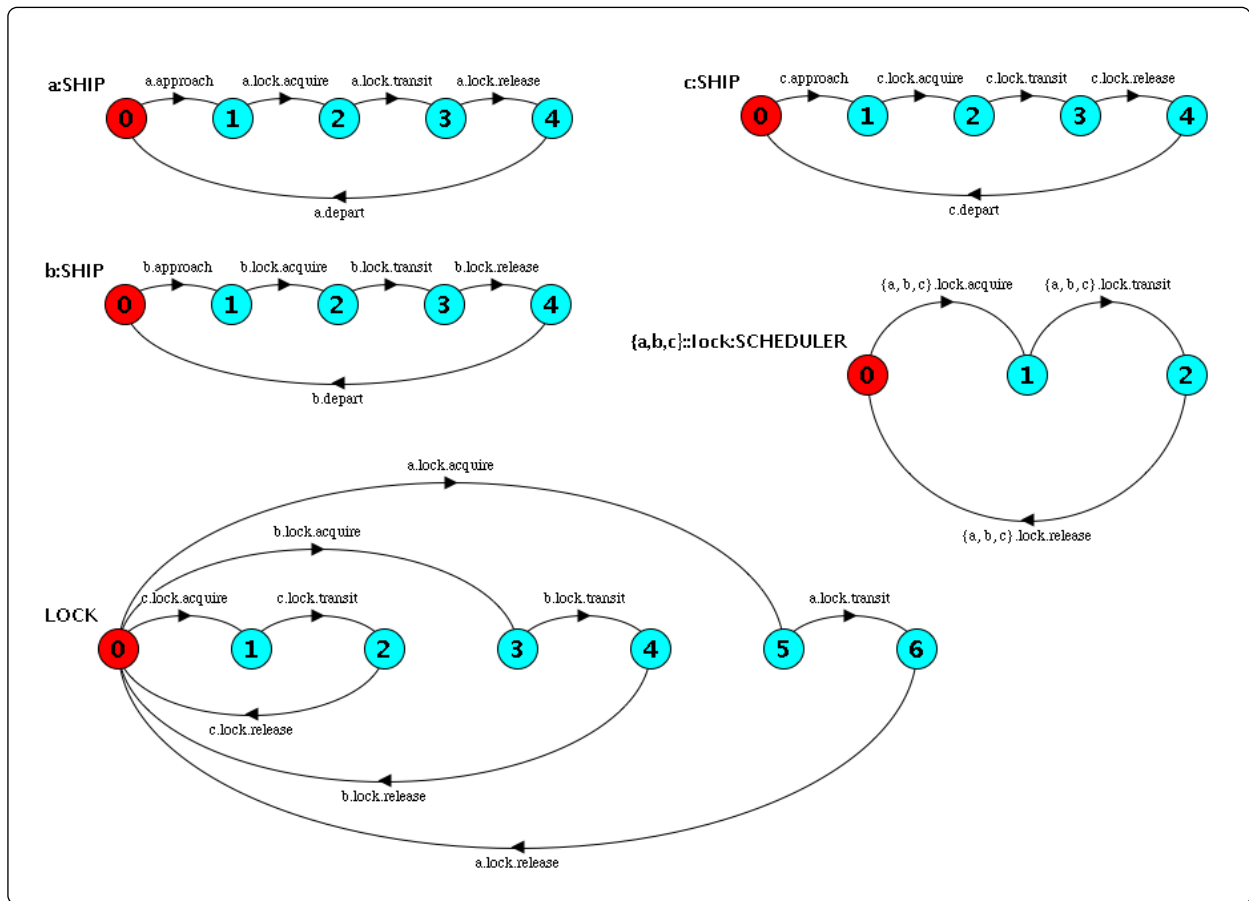 a:SHIP
a.approach
a.lock.acquire
a.lock.transit
a.lock.release
0
1
2
3
4
a.depart
c:SHIP
c.approach
c.lock.acquire
c.lock.transit
c.lock.release
0
1
2
3
4
c.depart
b:SHIP
b.approach
b.lock.acquire
b.lock.transit
b.lock.release
0
1
2
3
4
b.depart
{a,b,c}::lock:SCHEDULER
{a, b, c}.lock.acquire
{a, b, c}.lock.transit
0
1
2
{a, b, c}.lock.release
LOCK
a.lock.acquire
b.lock.acquire
c.lock.acquire
c.lock.transit
b.lock.transit
a.lock.transit
0
1
2
3
4
5
6
c.lock.release
b.lock.release
a.lock.release